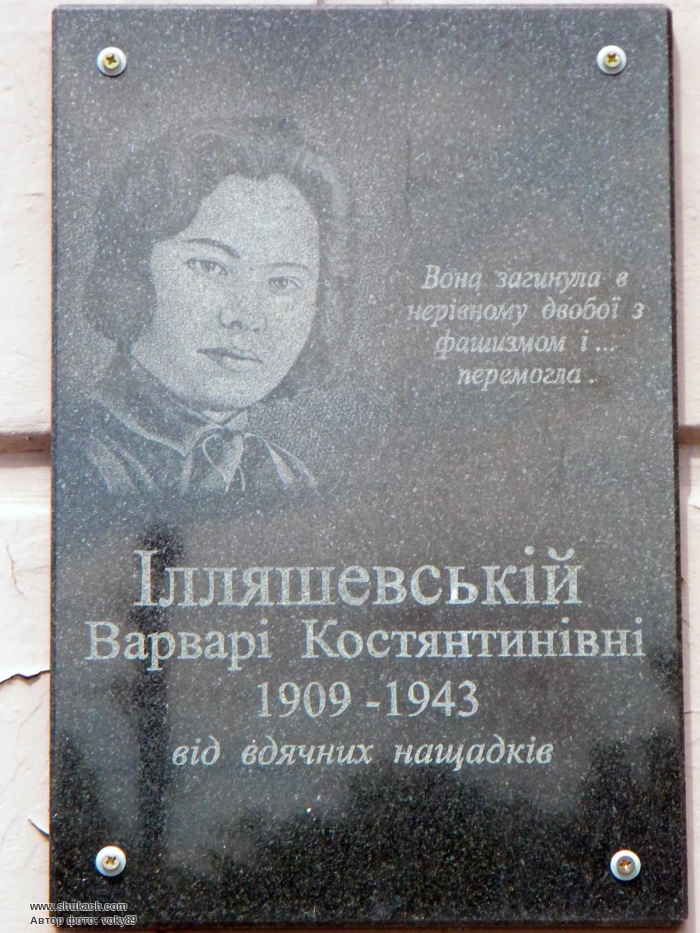 Вона загинула в
нерівному двобої з
фашизмом і ...
перемогла .
Ілляшевській
Варварі Костянтинівні
1909 -1943
від вдячних нащадків
www.shukach.com
Автор фото: voky89